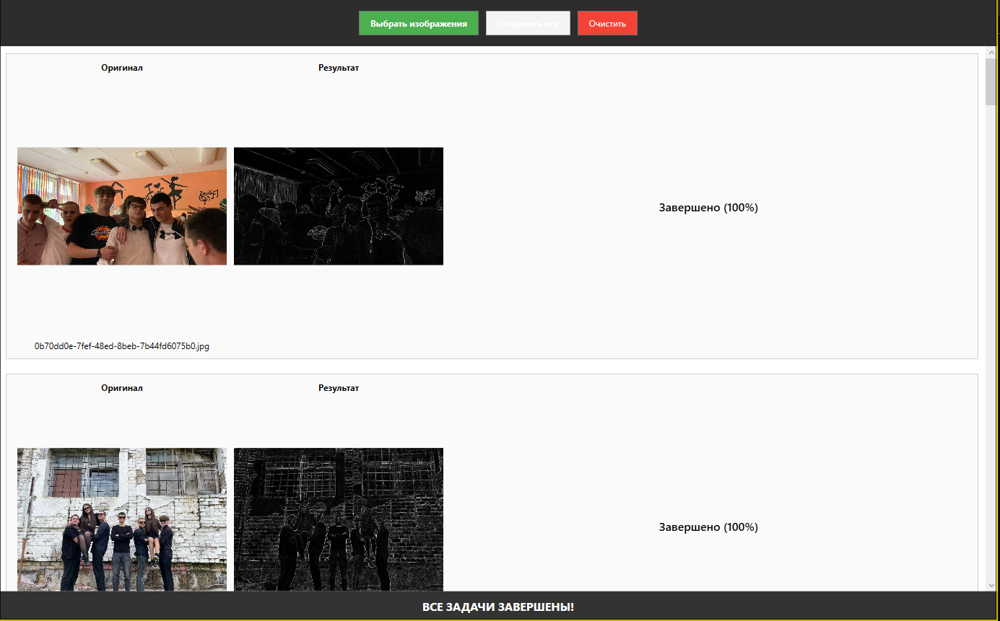 Выбрать изображения
Отправить все
Очистить
Оригинал
Результат
Завершено (100%)
0b70dd0e-7fef-48ed-8beb-7b44fd6075b0.jpg
Оригинал
Результат
Завершено (100%)
ВСЕ ЗАДАЧИ ЗАВЕРШЕНЫ!